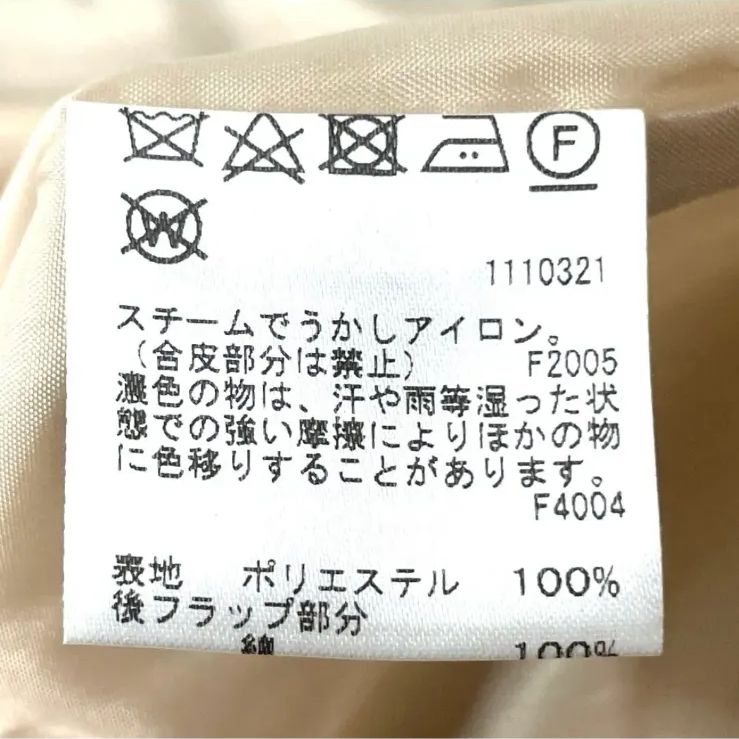 F
W
1110321
スチームでうかしアイロン。
(合皮部分は禁止) F2005
濃色の物は、汗や雨等湿った状
態での強い摩擦によりほかの物
に色移りすることがあります。
F4004
表地 ポリエステル 100%
後フラップ部分
綿 100%